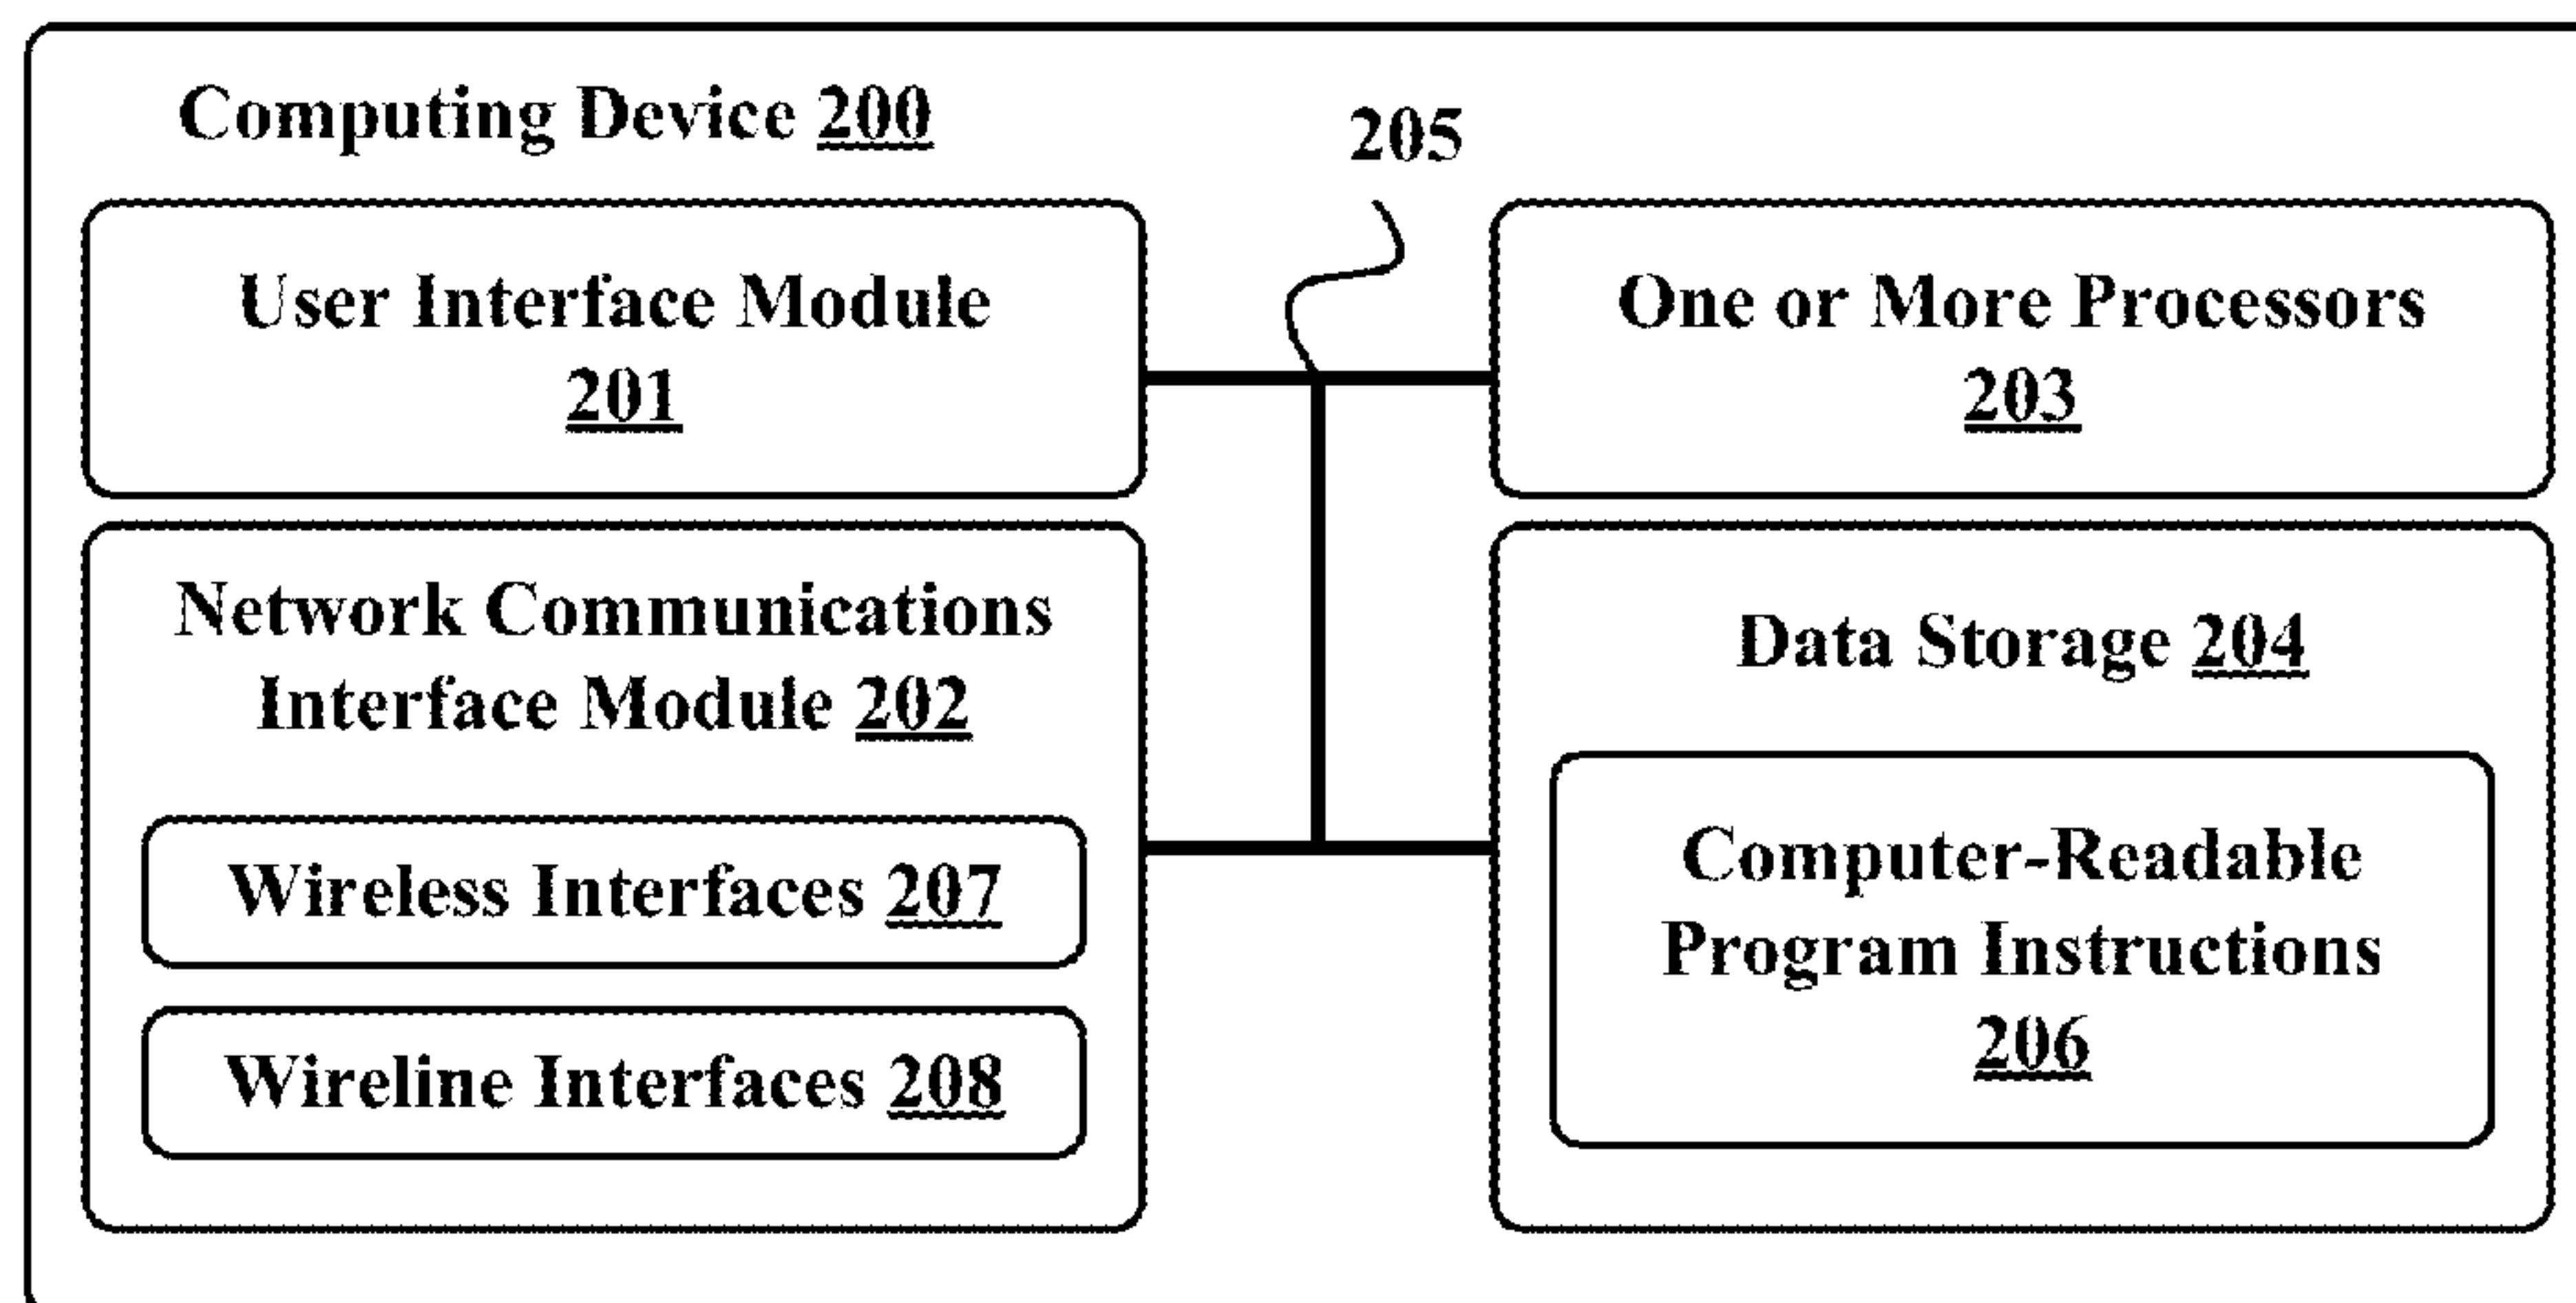 Computing Device 200
205
User Interface Module
201
One or More Processors
203
Network Communications
Interface Module 202
Wireless Interfaces 207
Wireline Interfaces 208
Data Storage 204
Computer-Readable
Program Instructions
206